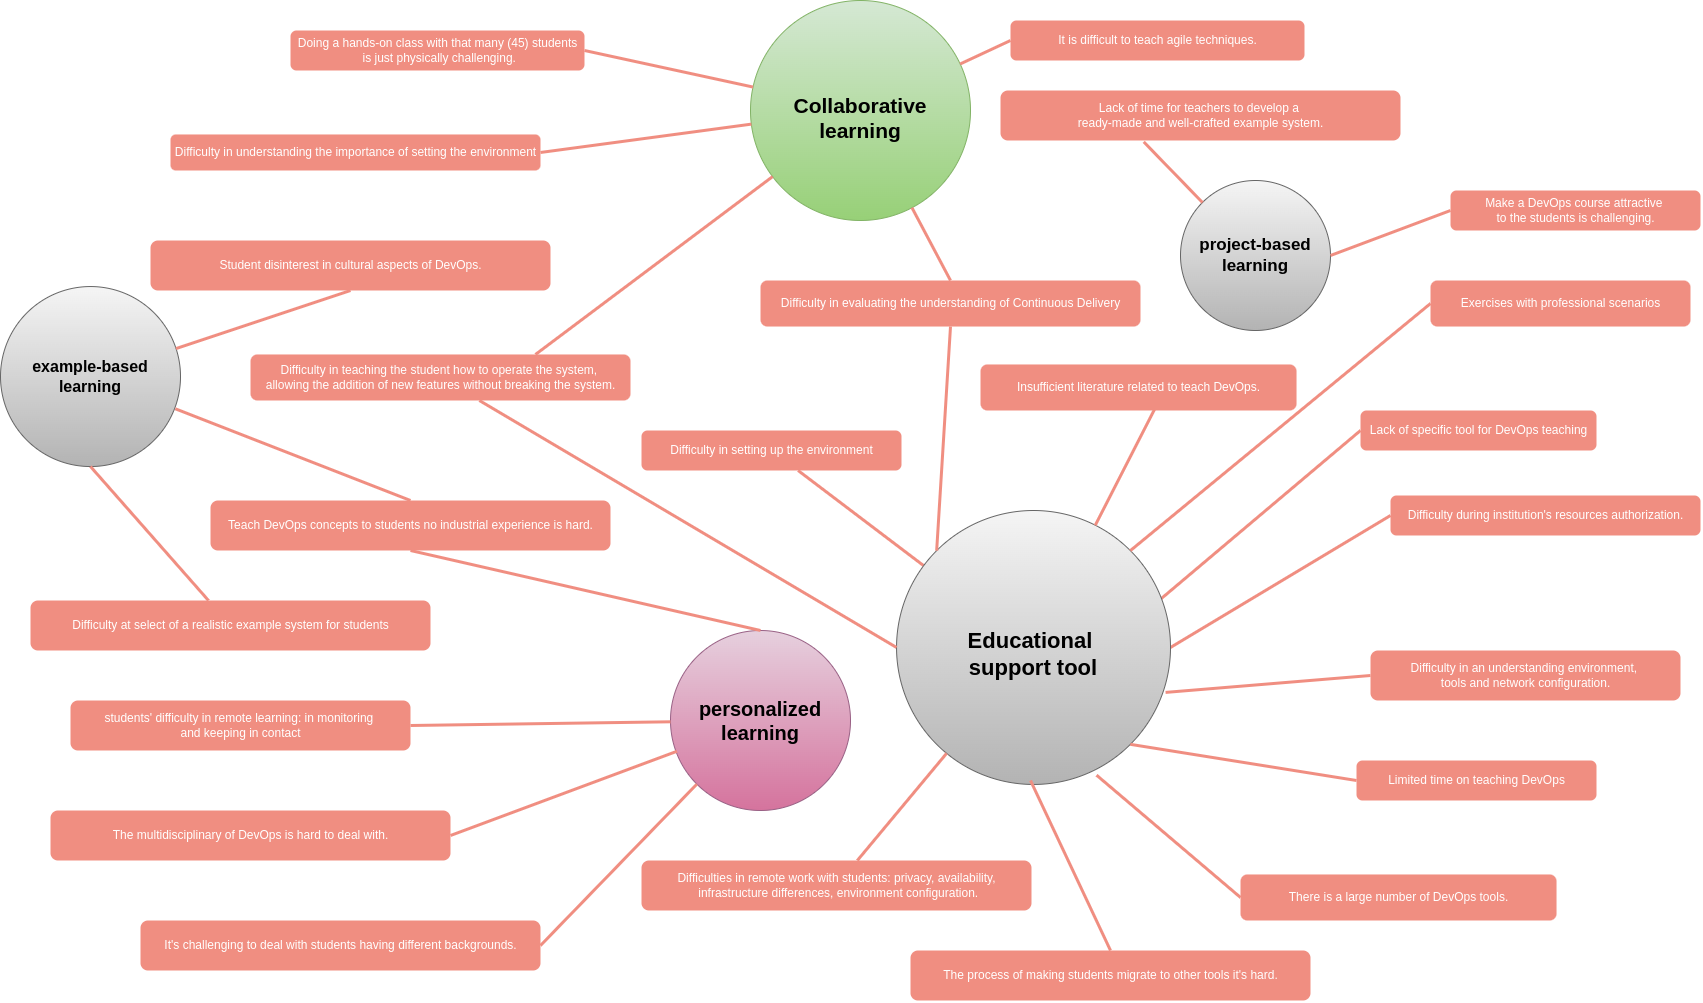 It is difficult to teach agile techniques.
Doing a hands-on class with that many (45) students
is just physically challenging.
Collaborative
learning
Lack of time for teachers to develop a
ready-made and well-crafted example system.
Difficulty in understanding the importance of setting the environment
Make a DevOps course attractive
to the students is challenging.
project-based
learning
Student disinterest in cultural aspects of DevOps.
Difficulty in evaluating the understanding of Continuous Delivery
Exercises with professional scenarios
example-based
learning
Difficulty in teaching the student how to operate the system,
allowing the addition of new features without breaking the system.
Insufficient literature related to teach DevOps.
Lack of specific tool for DevOps teaching
Difficulty in setting up the environment
Difficulty during institution's resources authorization.
Teach DevOps concepts to students no industrial experience is hard.
Difficulty at select of a realistic example system for students
Educational
support tool
Difficulty in an understanding environment,
tools and network configuration.
personalized
learning
students' difficulty in remote learning: in monitoring
and keeping in contact
Limited time on teaching DevOps
The multidisciplinary of DevOps is hard to deal with.
Difficulties in remote work with students: privacy, availability,
infrastructure differences, environment configuration.
There is a large number of DevOps tools.
It's challenging to deal with students having different backgrounds.
The process of making students migrate to other tools it's hard.